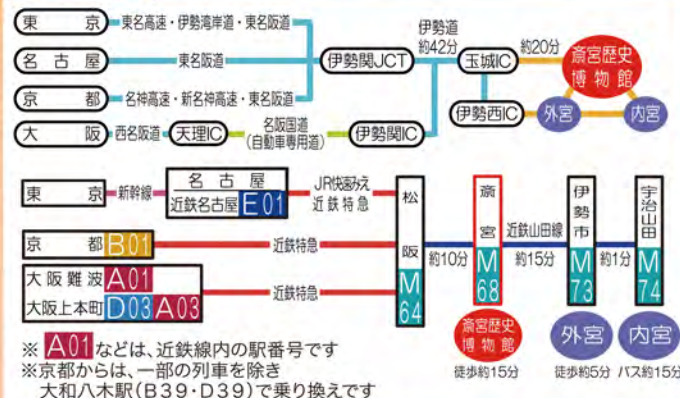 東京 東名高速・伊勢湾岸道・東名阪道
名古屋 東名阪道 伊勢関JCT 伊勢道 約42分 玉城IC 約20分 斎宮歴史博物館
京都 名神高速・新名神高速・東名阪道
伊勢西IC 外宮 内宮
大阪 西名阪道 天理IC 名阪国道 (自動車専用道) 伊勢関IC
東京 新幹線 名古屋 近鉄名古屋 E01 JR快速みえ 近鉄特急
京都 B01 近鉄特急
大阪難波 A01
大阪上本町 D03 A03 近鉄特急
松阪 M64 約10分 斎宮 M68 近鉄山田線 約15分 伊勢市 M73 約1分 宇治山田 M74
斎宮歴史博物館 外宮 内宮
徒歩約15分 徒歩約5分 バス約15分
※A01などは、近鉄線内の駅番号です
※京都からは、一部の列車を除き
大和八木駅(B39・D39)で乗り換えです